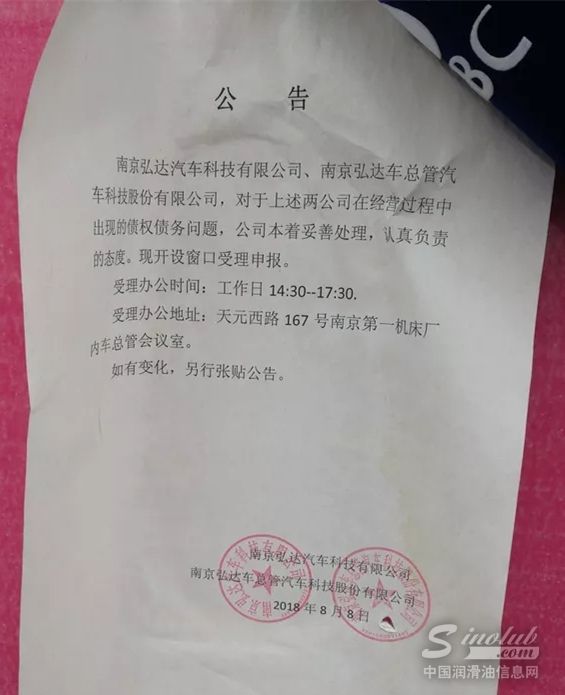 BC
公 告
南京弘达汽车科技有限公司、南京弘达车总管汽
车科技股份有限公司，对于上述两公司在经营过程中
出现的债权债务问题，公司本着妥善处理，认真负责
的态度。现开设窗口受理申报。
受理办公时间：工作日 14:30--17:30.
受理办公地址：天元西路 167 号南京第一机床厂
内车总管会议室。
如有变化，另行张贴公告。
南京弘达汽车科技有限公司
南京弘达车总管汽车科技股份有限公司
2018 年 8 月 8 日
Sinolub
.com
中国润滑油信息网